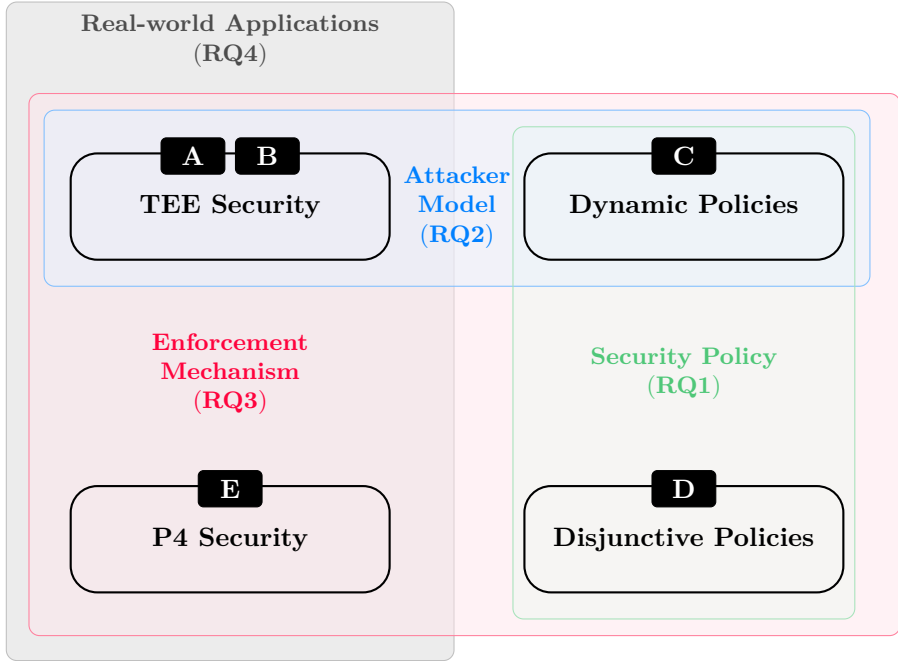 Real-world Applications
(RQ4)
A B
TEE Security
Attacker
Model
(RQ2)
C
Dynamic Policies
Enforcement
Mechanism
(RQ3)
Security Policy
(RQ1)
E
P4 Security
D
Disjunctive Policies